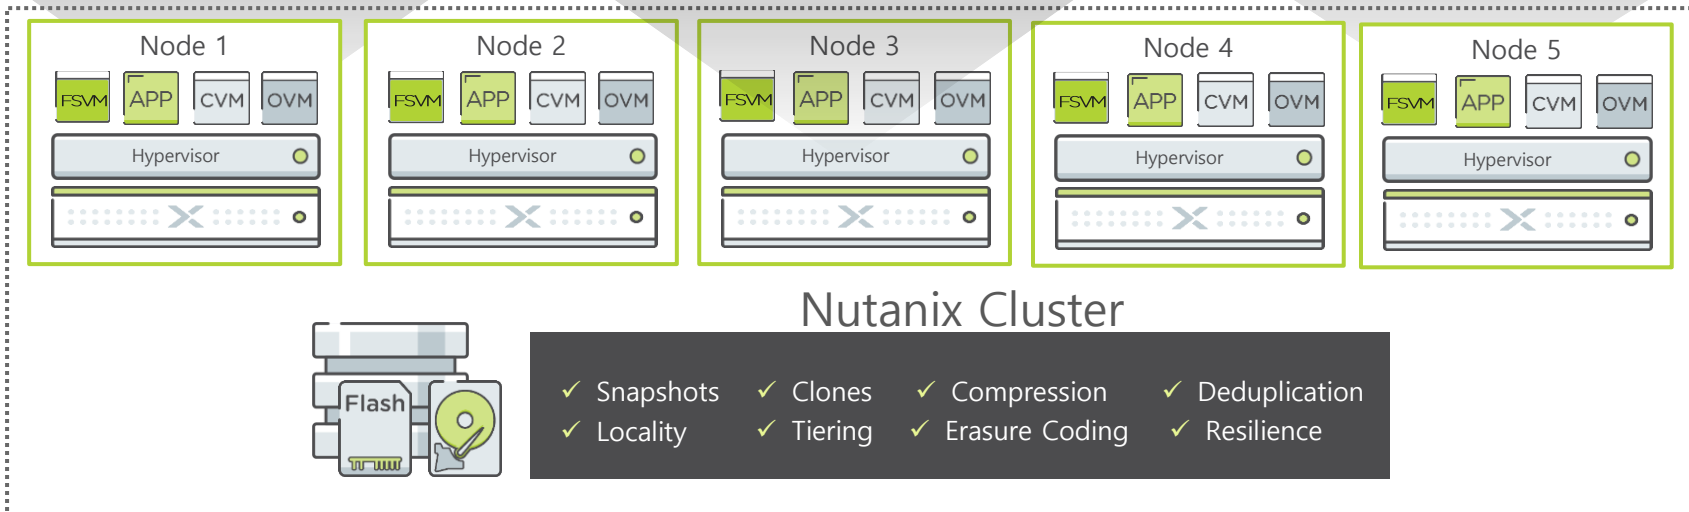 Node 1
FSVM APP CVM OVM
Hypervisor
Node 2
FSVM APP CVM OVM
Hypervisor
Node 3
FSVM APP CVM OVM
Hypervisor
Node 4
FSVM APP CVM OVM
Hypervisor
Node 5
FSVM APP CVM OVM
Hypervisor
Nutanix Cluster
Flash
✓ Snapshots ✓ Clones ✓ Compression ✓ Deduplication
✓ Locality ✓ Tiering ✓ Erasure Coding ✓ Resilience